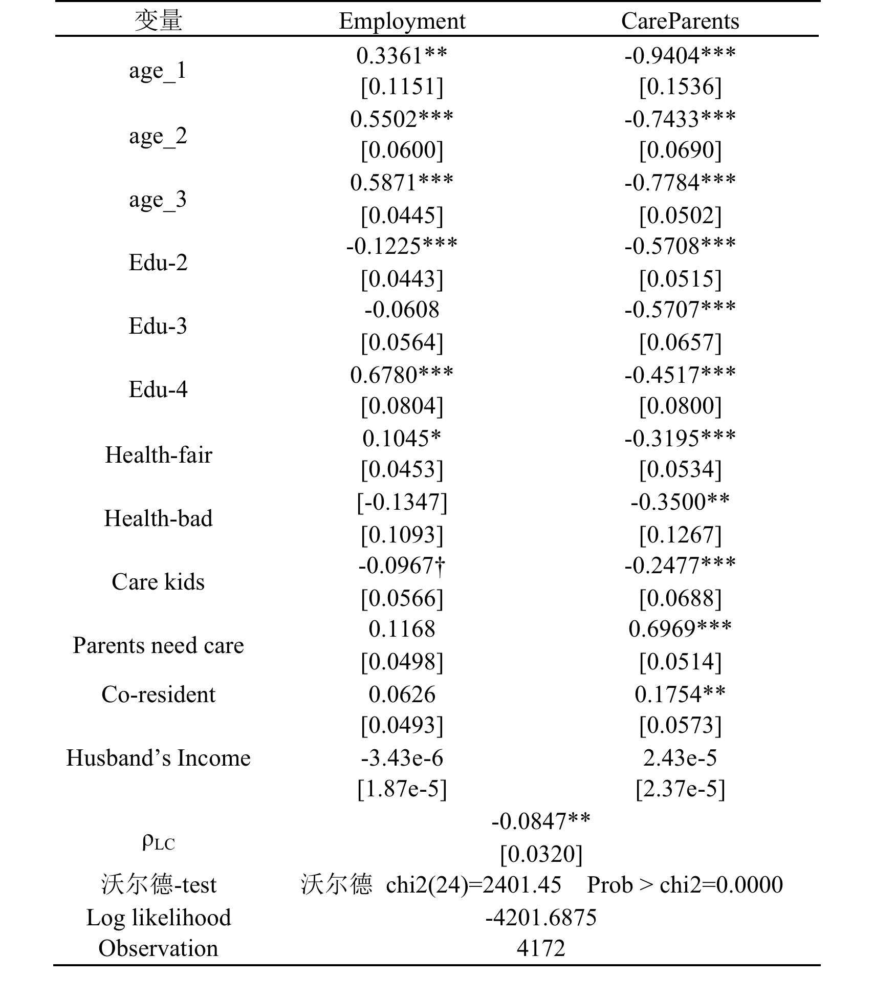 变量 Employment CareParents
0.3361** -0.9404***
age_1
[0.1151] [0.1536]
0.5502*** -0.7433***
age_2
[0.0600] [0.0690]
0.5871*** -0.7784***
age_3
[0.0445] [0.0502]
-0.1225*** -0.5708***
Edu-2
[0.0443] [0.0515]
-0.0608 -0.5707***
Edu-3
[0.0564] [0.0657]
0.6780*** -0.4517***
Edu-4
[0.0804] [0.0800]
0.1045* -0.3195***
Health-fair
[0.0453] [0.0534]
[-0.1347] -0.3500**
Health-bad
[0.1093] [0.1267]
-0.0967† -0.2477***
Care kids
[0.0566] [0.0688]
0.1168 0.6969***
Parents need care
[0.0498] [0.0514]
Co-resident 0.0626 0.1754**
[0.0493] [0.0573]
Husband’s Income -3.43e-6 2.43e-5
[1.87e-5] [2.37e-5]
-0.0847**
ρLC
[0.0320]
沃尔德-test 沃尔德 chi2(24)=2401.45 Prob > chi2=0.0000
Log likelihood -4201.6875
Observation 4172